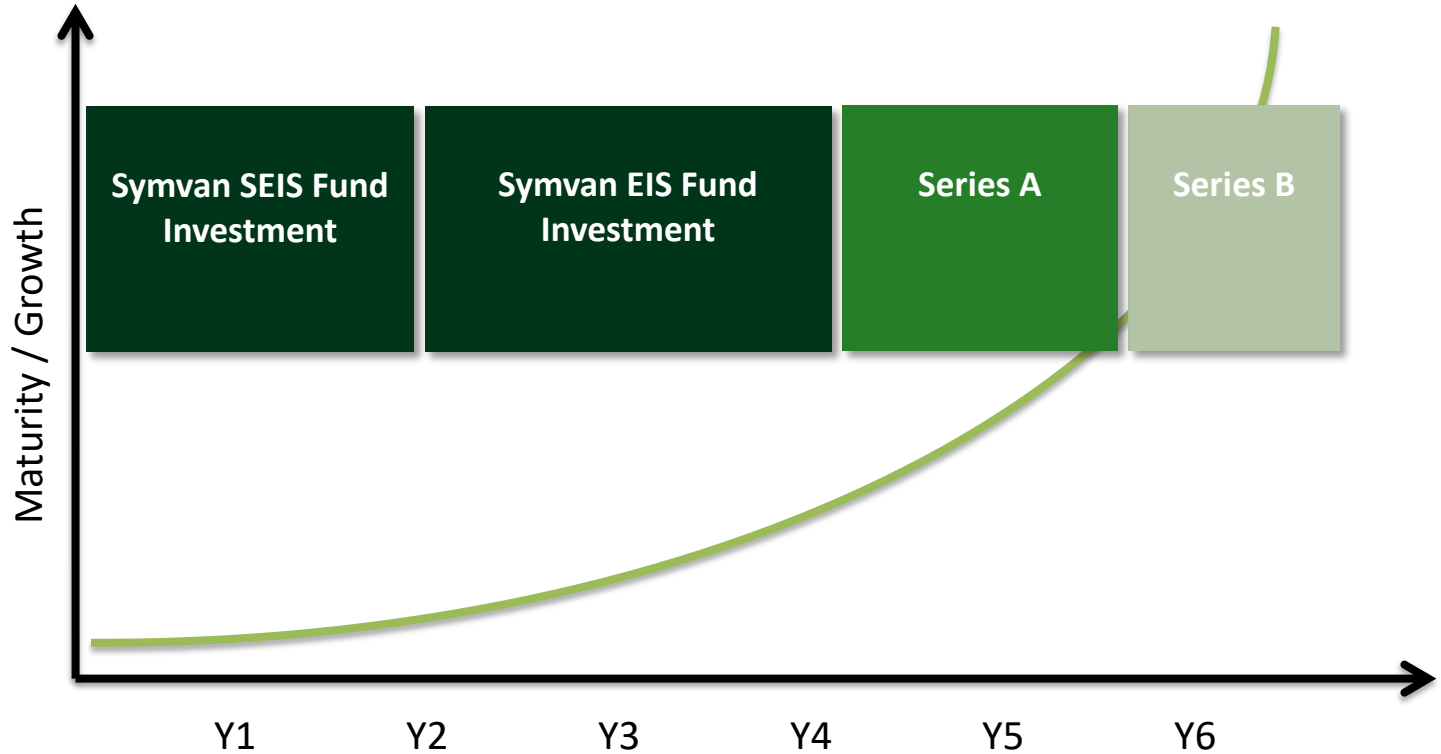 Maturity / Growth
Symvan SEIS Fund
Investment
Symvan EIS Fund
Investment
Series A
Series B
Y1 Y2 Y3 Y4 Y5 Y6